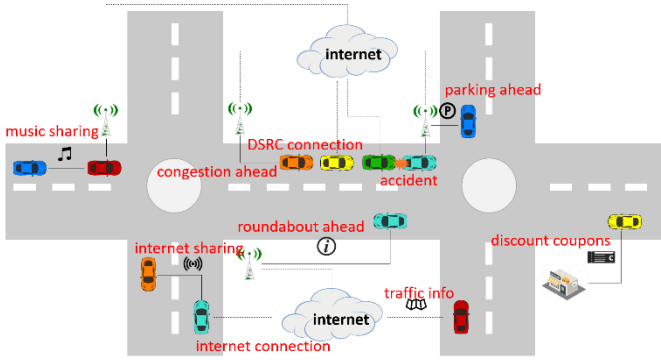 internet
parking ahead
P
music sharing
DSRC connection
congestion ahead
accident
roundabout ahead
i
internet sharing
discount coupons
C
traffic info
internet
internet connection